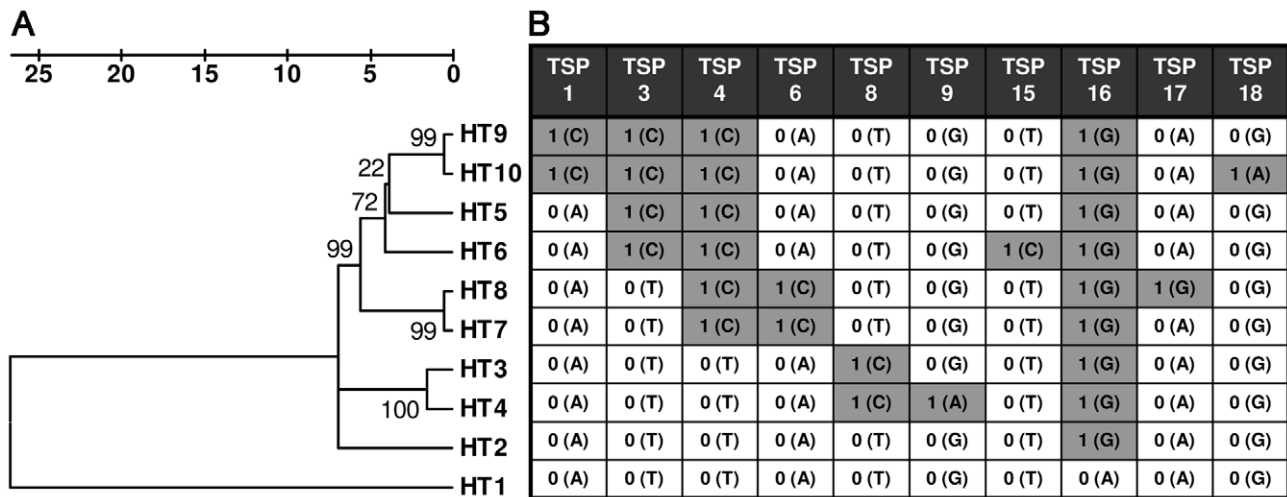 A
B
25 20 15 10 5 0
TSP 1 TSP 3 TSP 4 TSP 6 TSP 8 TSP 9 TSP 15 TSP 16 TSP 17 TSP 18
99 HT9 1 (C) 1 (C) 1 (C) 0 (A) 0 (T) 0 (G) 0 (T) 1 (G) 0 (A) 0 (G)
22 HT10 1 (C) 1 (C) 1 (C) 0 (A) 0 (T) 0 (G) 0 (T) 1 (G) 0 (A) 1 (A)
72 HT5 0 (A) 1 (C) 1 (C) 0 (A) 0 (T) 0 (G) 0 (T) 1 (G) 0 (A) 0 (G)
99 HT6 0 (A) 1 (C) 1 (C) 0 (A) 0 (T) 0 (G) 1 (C) 1 (G) 0 (A) 0 (G)
HT8 0 (A) 0 (T) 1 (C) 1 (C) 0 (T) 0 (G) 0 (T) 1 (G) 1 (G) 0 (G)
99 HT7 0 (A) 0 (T) 1 (C) 1 (C) 0 (T) 0 (G) 0 (T) 1 (G) 0 (A) 0 (G)
HT3 0 (A) 0 (T) 0 (T) 0 (A) 1 (C) 0 (G) 0 (T) 1 (G) 0 (A) 0 (G)
100 HT4 0 (A) 0 (T) 0 (T) 0 (A) 1 (C) 1 (A) 0 (T) 1 (G) 0 (A) 0 (G)
HT2 0 (A) 0 (T) 0 (T) 0 (A) 0 (T) 0 (G) 0 (T) 1 (G) 0 (A) 0 (G)
HT1 0 (A) 0 (T) 0 (T) 0 (A) 0 (T) 0 (G) 0 (T) 0 (A) 0 (A) 0 (G)